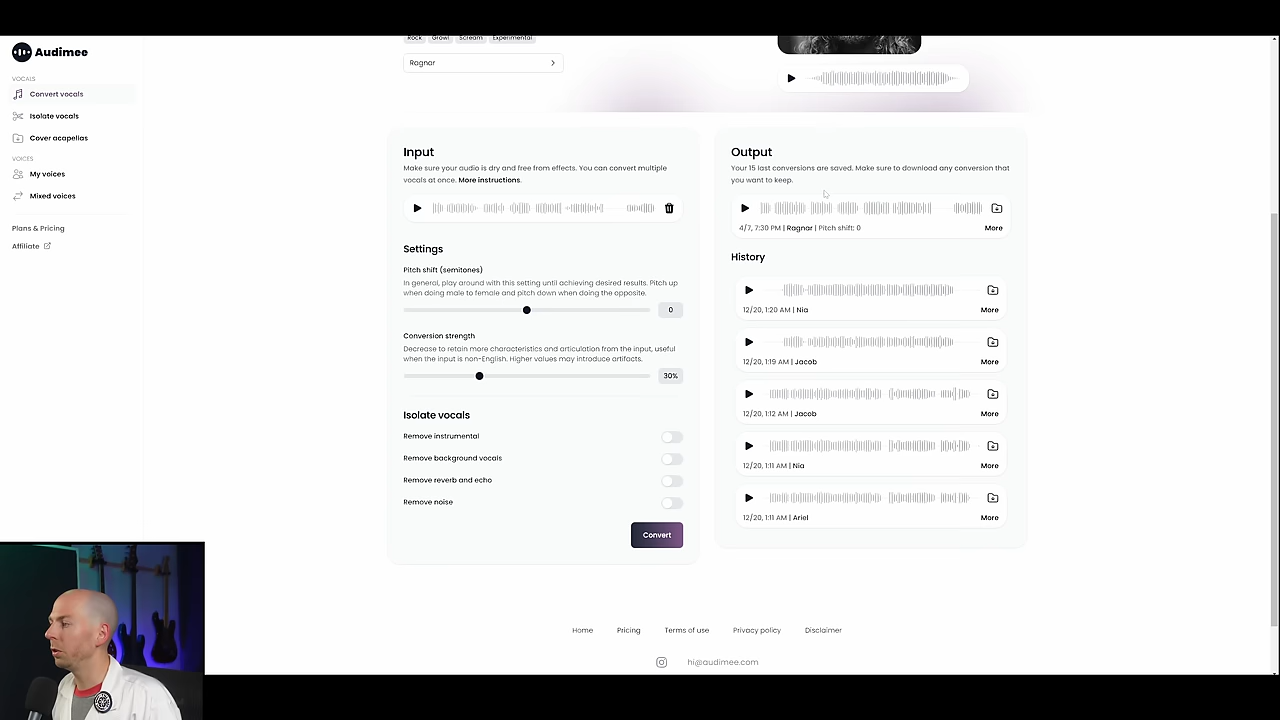 Audimee
VOCALS
Convert vocals
Isolate vocals
Cover acapellas
VOICES
My voices
Mixed voices
Plans & Pricing
Affiliate
Rock Growl Scream Experimental
Ragnar
Input
Make sure your audio is dry and free from effects. You can convert multiple
vocals at once. More instructions.
Settings
Pitch shift (semitones)
In general, play around with this setting until achieving desired results. Pitch up
when doing male to female and pitch down when doing the opposite.
0
Conversion strength
Decrease to retain more characteristics and articulation from the input, useful
when the input is non-English. Higher values may introduce artifacts.
30%
Isolate vocals
Remove instrumental
Remove background vocals
Remove reverb and echo
Remove noise
Convert
Output
Your 15 last conversions are saved. Make sure to download any conversion that
you want to keep.
4/7, 7:30 PM | Ragnar | Pitch shift: 0 More
History
12/20, 1:20 AM | Nia More
12/20, 1:19 AM | Jacob More
12/20, 1:12 AM | Jacob More
12/20, 1:11 AM | Nia More
12/20, 1:11 AM | Ariel More
Home Pricing Terms of use Privacy policy Disclaimer
hi@audimee.com